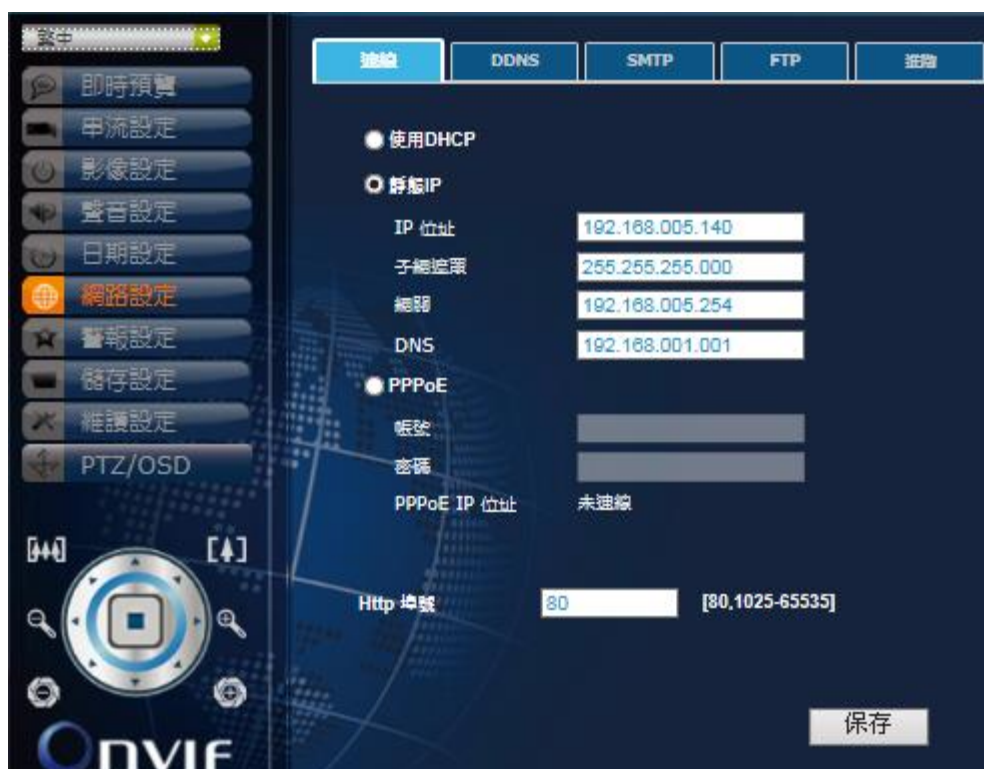 繁中
即時預覽
串流設定
影像設定
聲音設定
日期設定
網路設定
警報設定
儲存設定
維護設定
PTZ/OSD
ONVIF
連線 DDNS SMTP FTP 進階
使用DHCP
靜態IP
IP 位址 192.168.005.140
子網遮罩 255.255.255.000
網關 192.168.005.254
DNS 192.168.001.001
PPPoE
帳號
密碼
PPPoE IP 位址 未連線
Http 埠號 80 [80,1025-65535]
保存